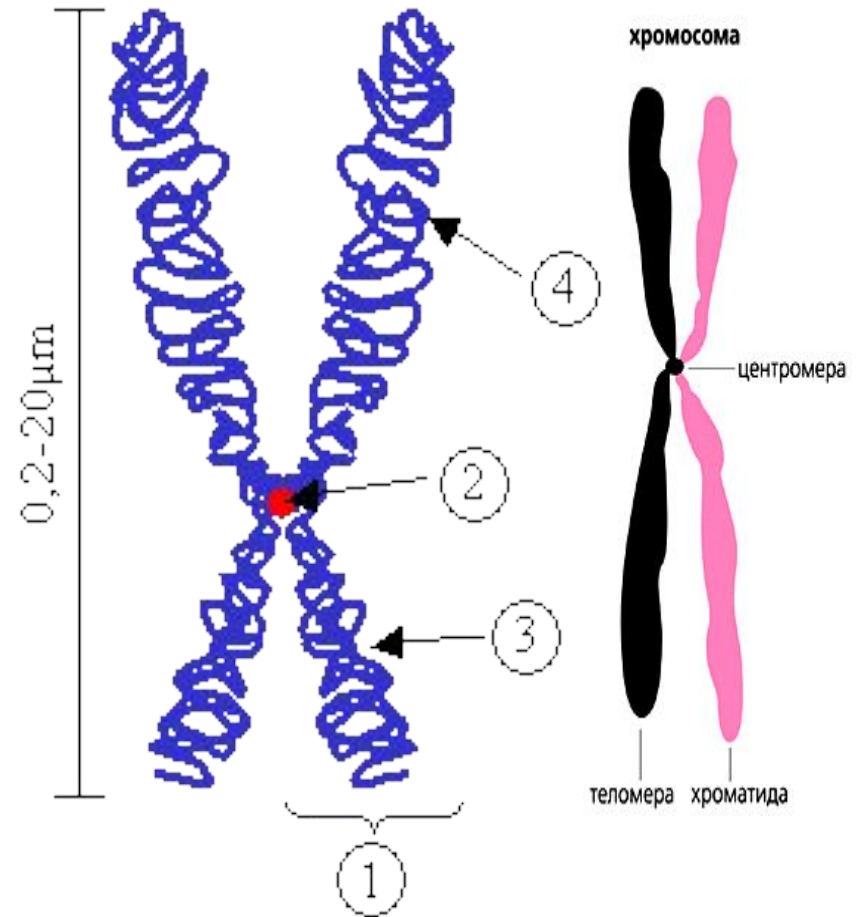 хромосома
0,2-20µm
4
центромера
2
3
теломера хроматида
1